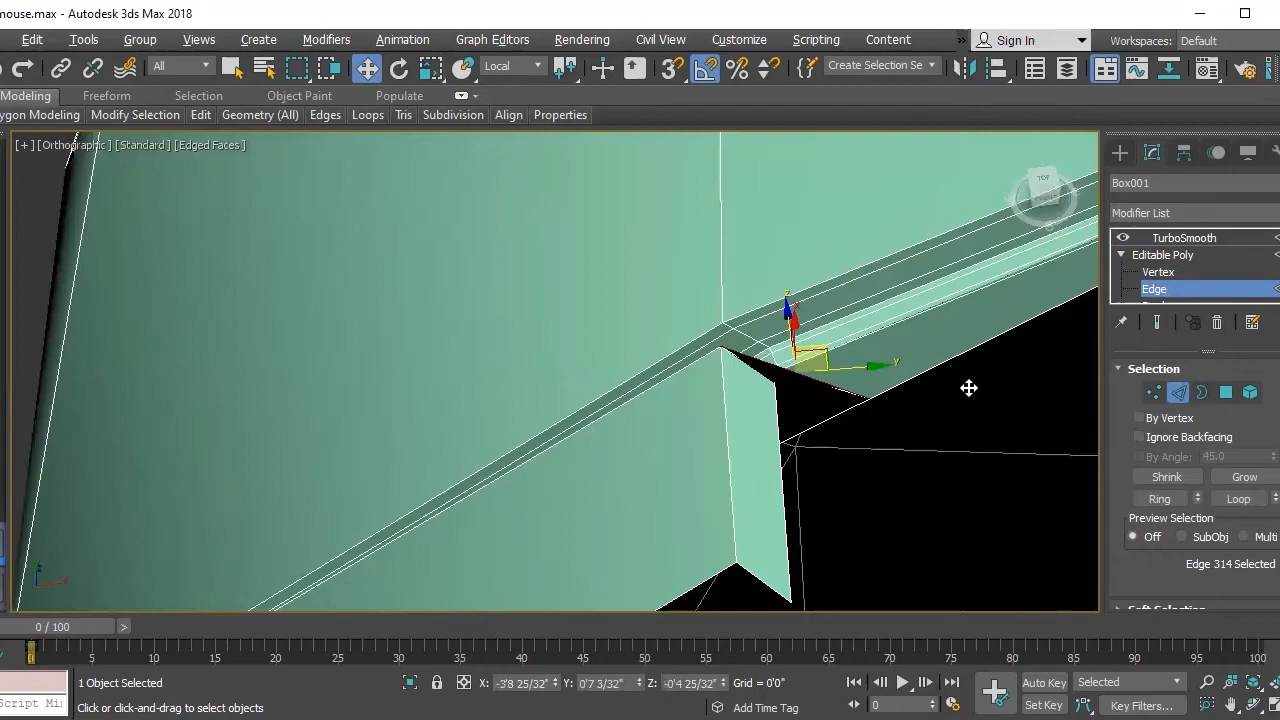 mouse.max - Autodesk 3ds Max 2018
Edit Tools Group Views Create Modifiers Animation Graph Editors Rendering Civil View Customize Scripting Content » Sign In Workspaces: Default
All Local Create Selection Se
Modeling Freeform Selection Object Paint Populate
ygon Modeling Modify Selection Edit Geometry (All) Edges Loops Tris Subdivision Align Properties
[+] [Orthographic ] [Standard ] [Edged Faces ]
TOP
Box001
Modifier List
TurboSmooth
Editable Poly
Vertex
Edge
z
y
Selection
By Vertex
Ignore Backfacing
By Angle: 45.0
Shrink Grow
Ring Loop
Preview Selection
Off SubObj Multi
Edge 314 Selected
0 / 100 >
5 10 15 20 25 30 35 40 45 50 55 60 65 70 75 80 85 90 95 100
1 Object Selected X: -3'8 25/32" Y: 0'7 3/32" Z: -0'4 25/32" Grid = 0'0" Auto Key Selected
Script Mi Click or click-and-drag to select objects Add Time Tag 0 Set Key Key Filters...